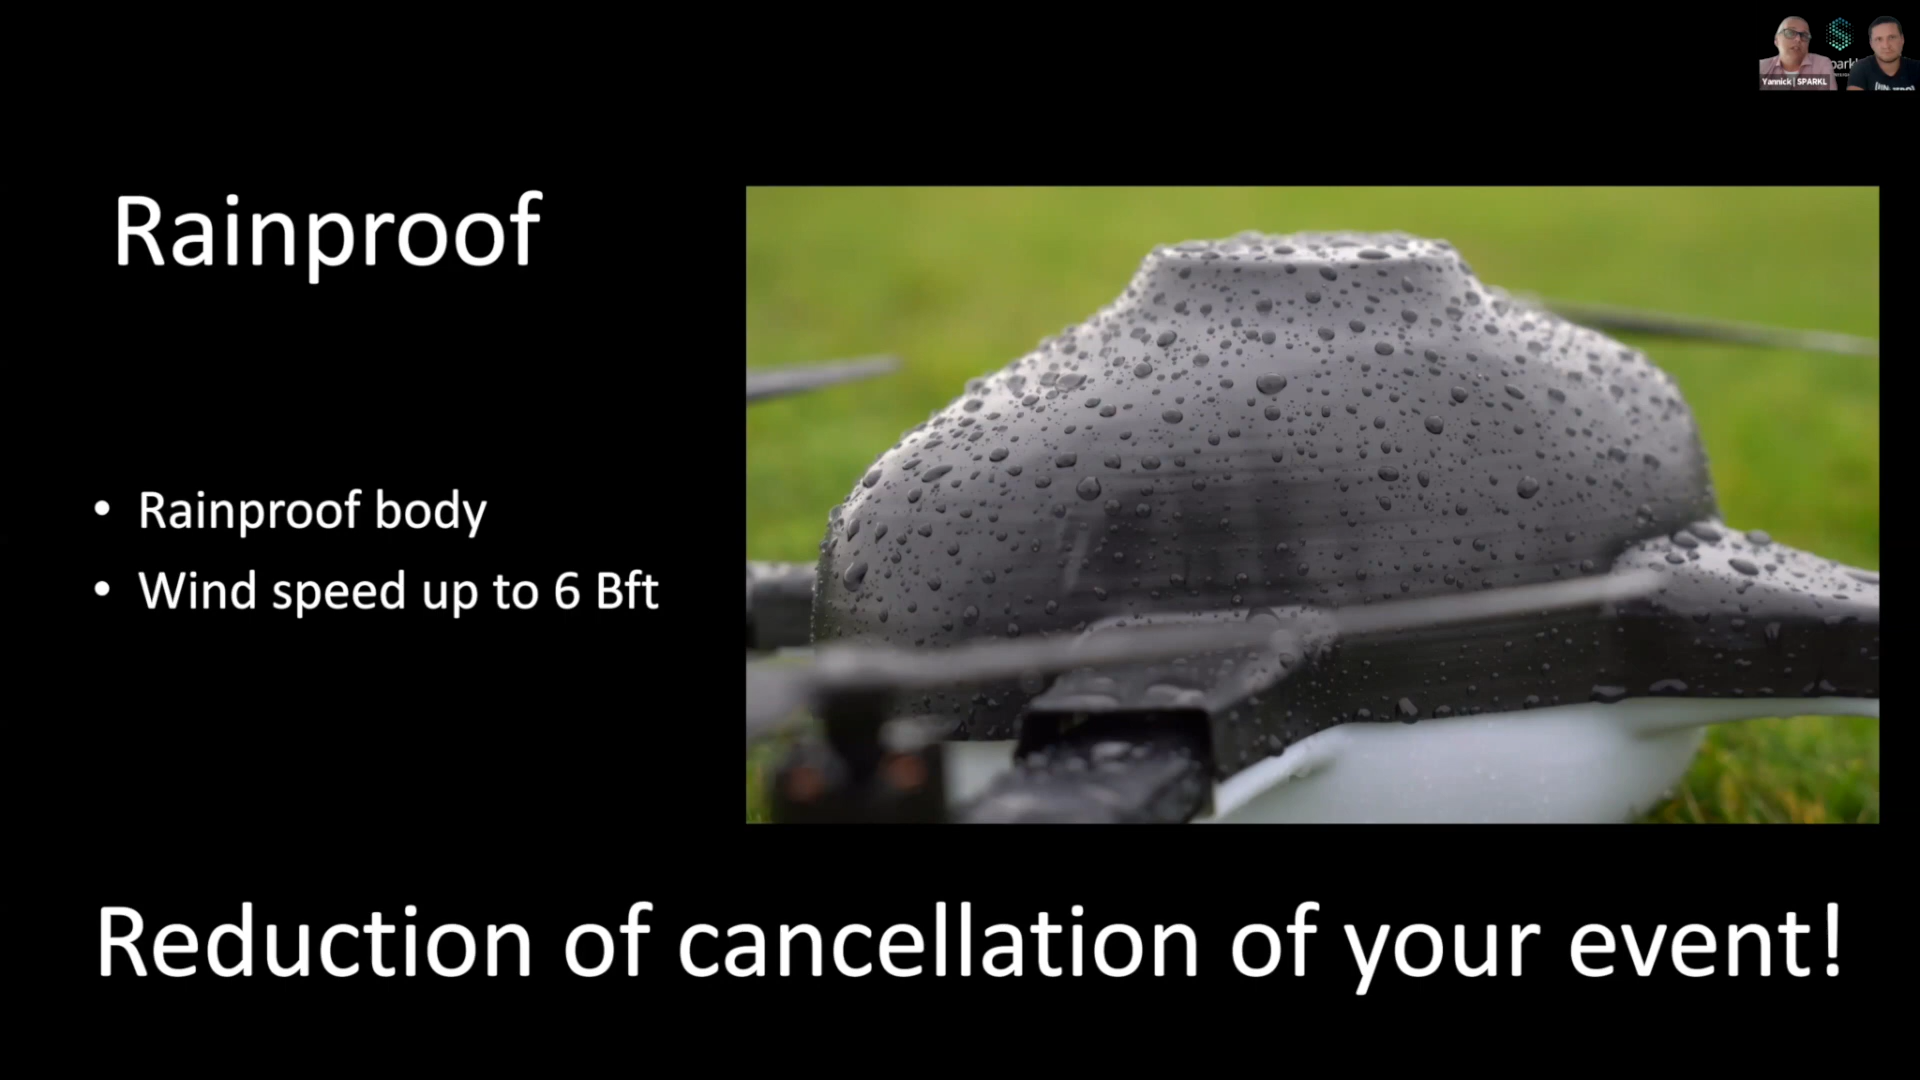 Yannick | SPARKL
Rainproof
• Rainproof body
• Wind speed up to 6 Bft
Reduction of cancellation of your event!